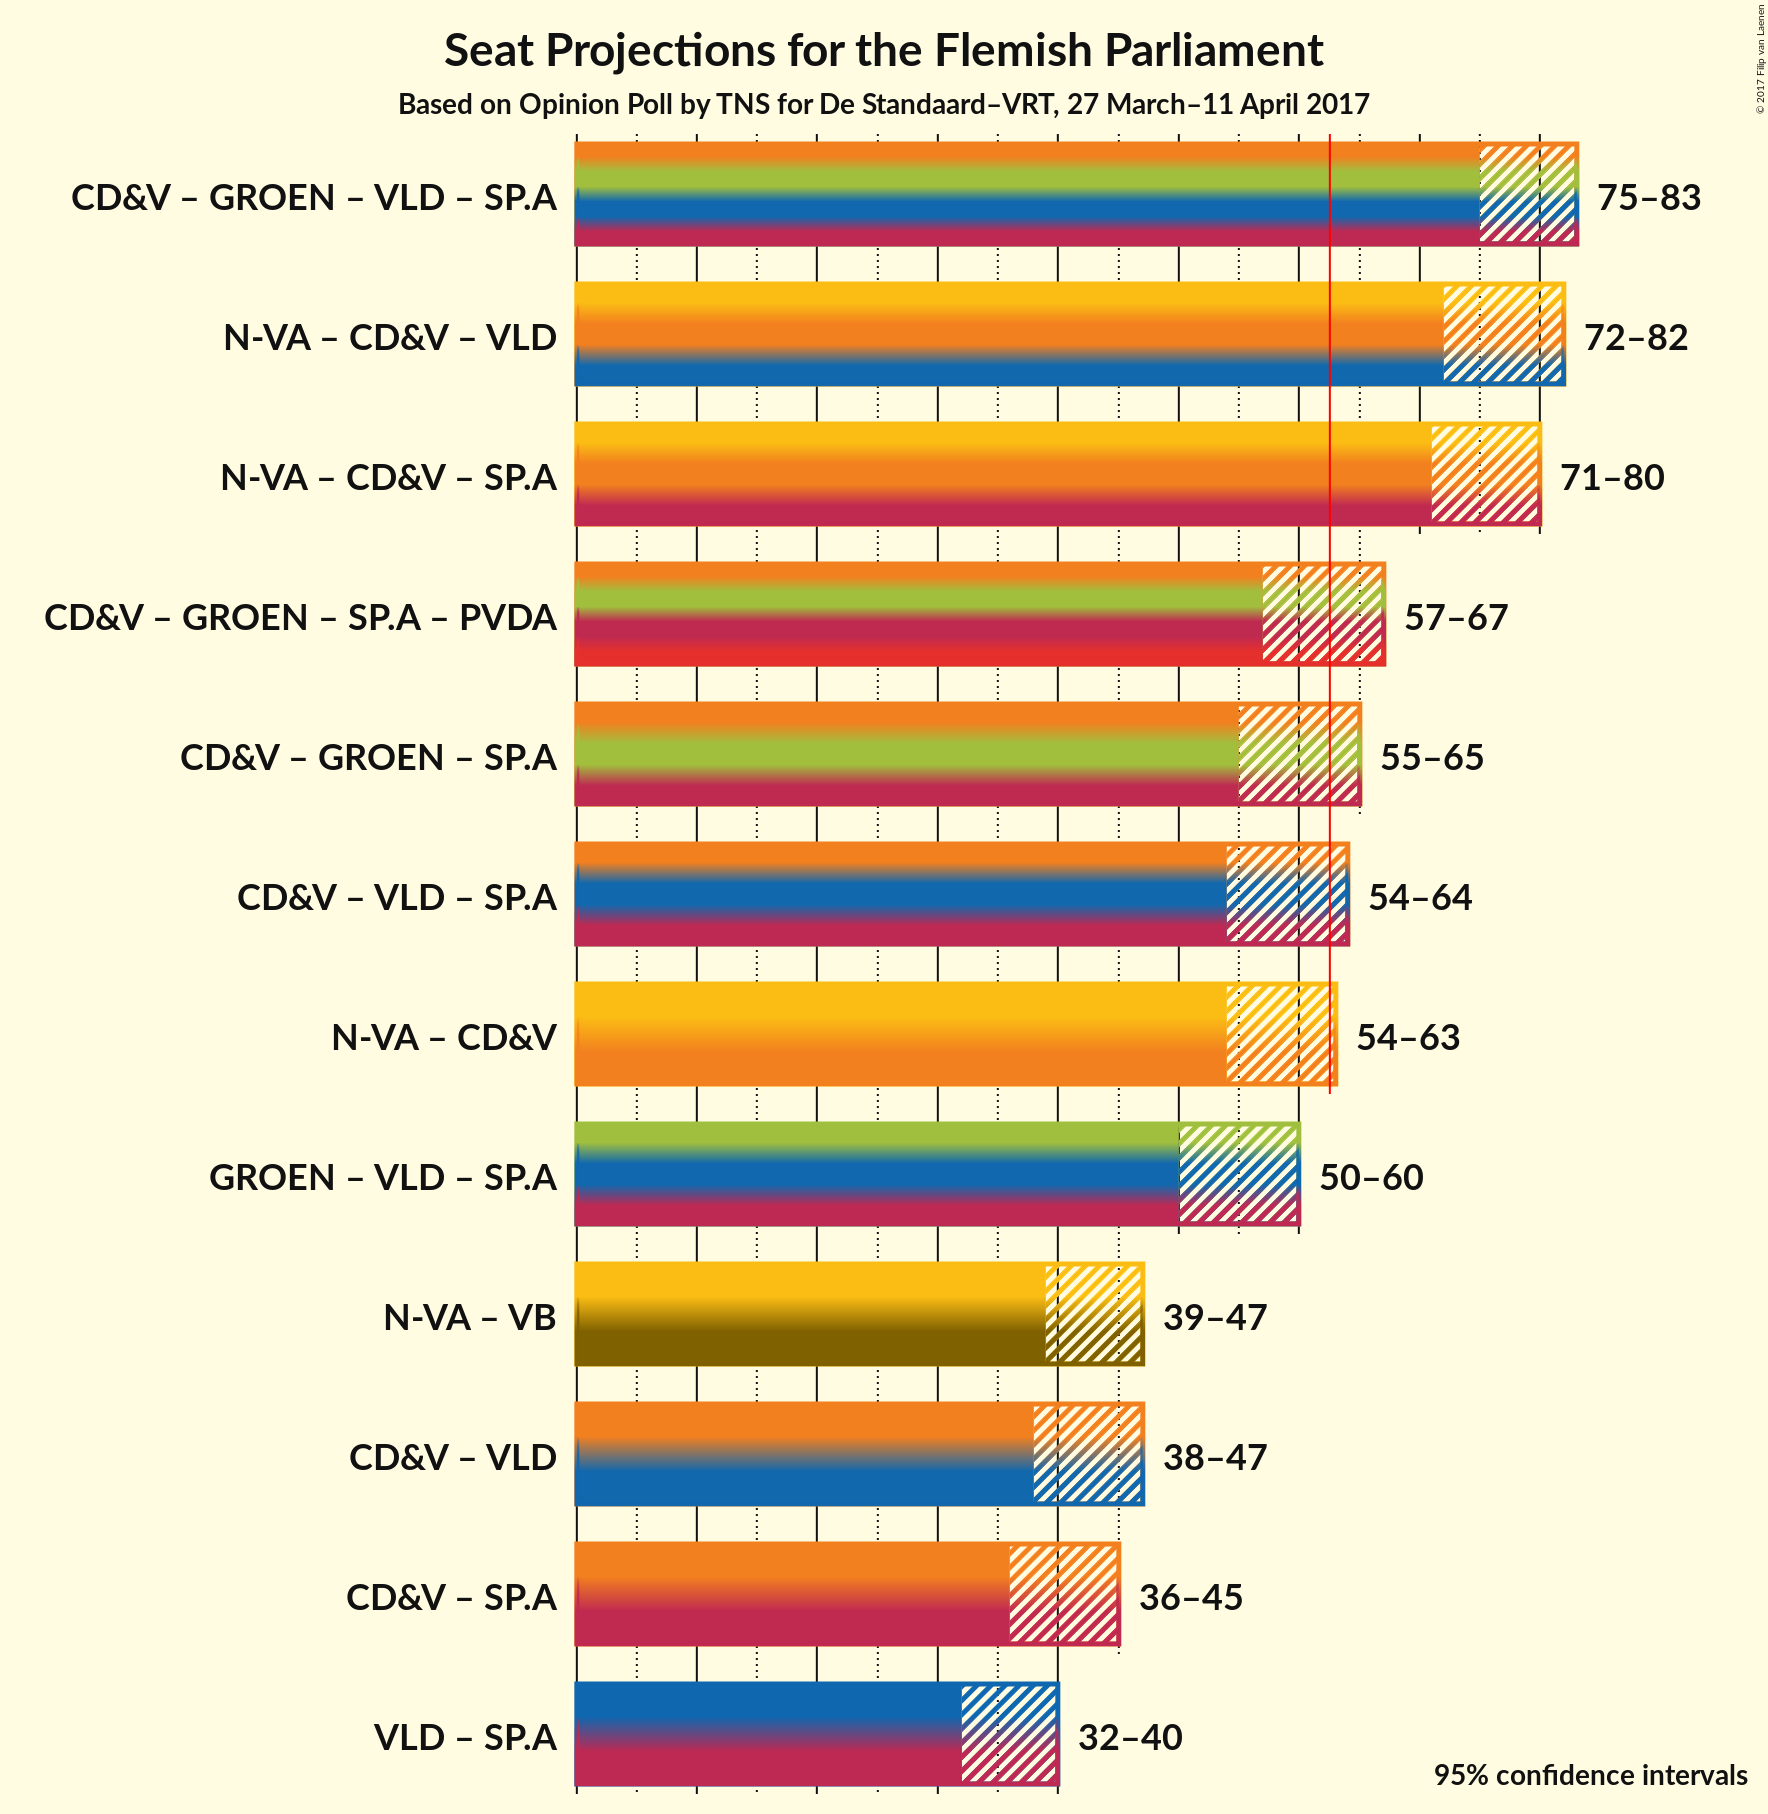 Seat Projections for the Flemish Parliament
Based on Opinion Poll by TNS for De Standaard–VRT, 27 March–11 April 2017
© 2017 Filip van Laenen
CD&V – GROEN – VLD – SP.A 75–83
N-VA – CD&V – VLD 72–82
N-VA – CD&V – SP.A 71–80
CD&V – GROEN – SP.A – PVDA 57–67
CD&V – GROEN – SP.A 55–65
CD&V – VLD – SP.A 54–64
N-VA – CD&V 54–63
GROEN – VLD – SP.A 50–60
N-VA – VB 39–47
CD&V – VLD 38–47
CD&V – SP.A 36–45
VLD – SP.A 32–40
95% confidence intervals